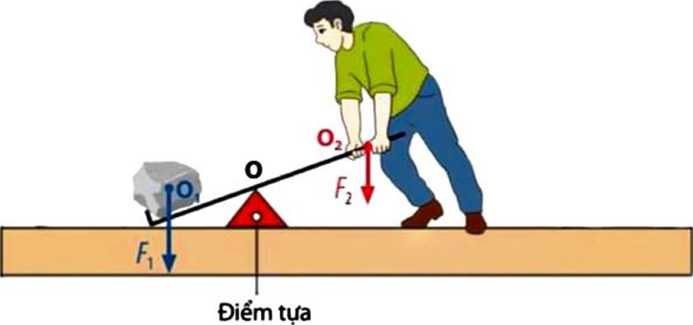 O₂
O
O₁
F₂
F₁
Điểm tựa